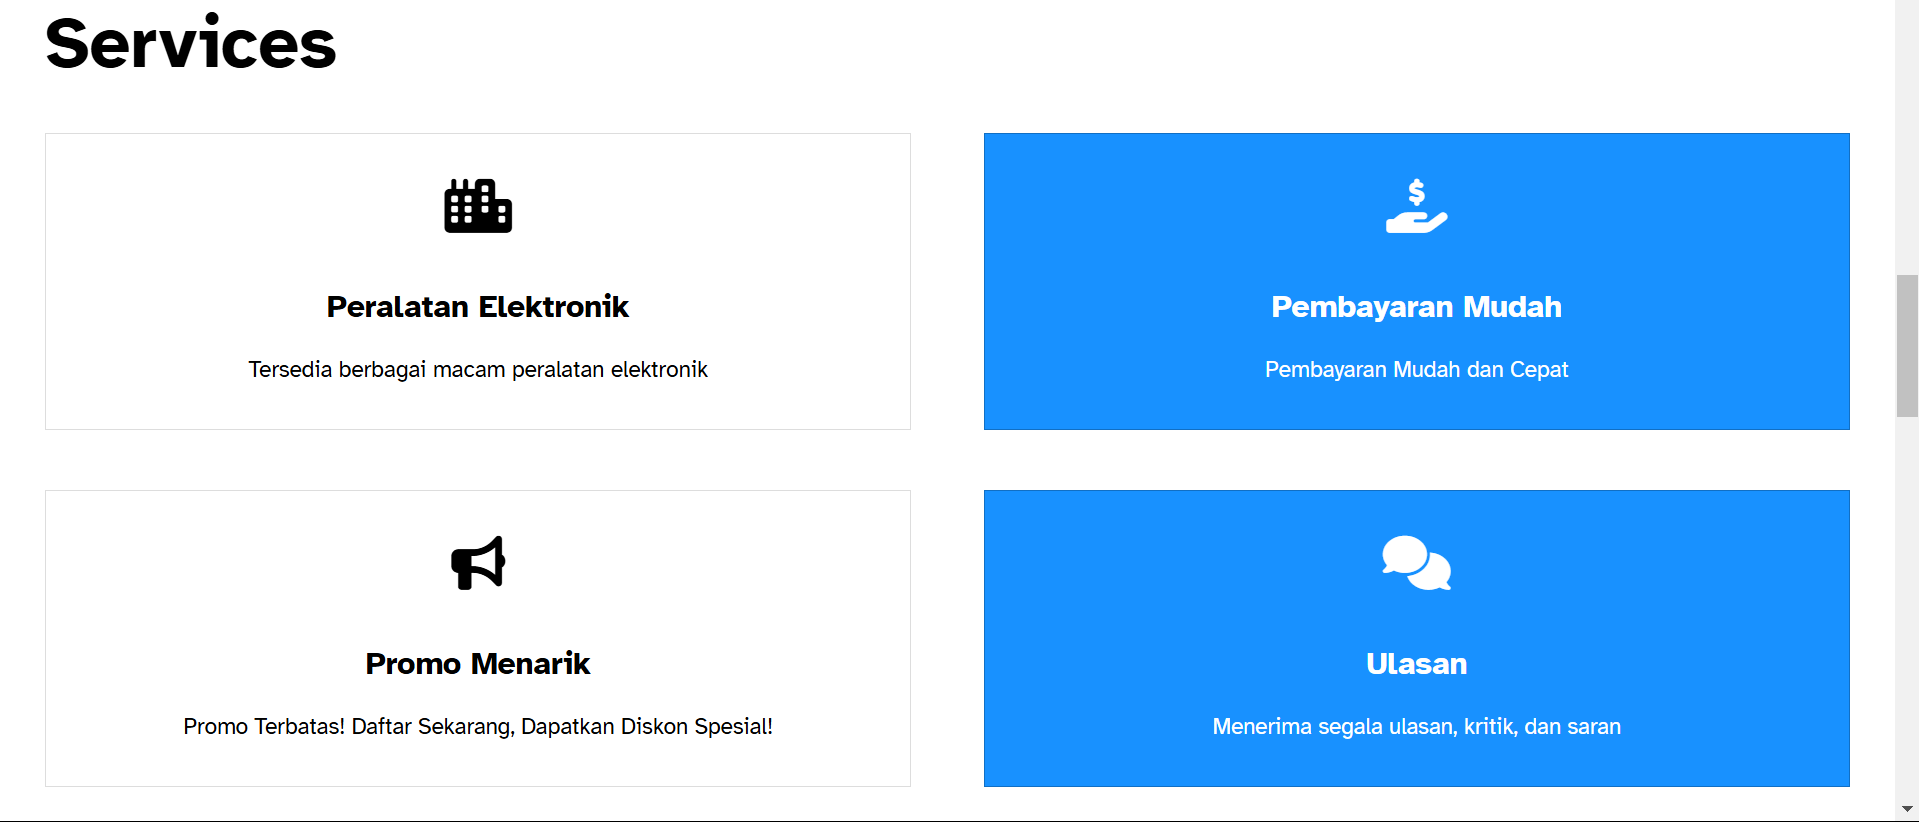 Services
Peralatan Elektronik
Tersedia berbagai macam peralatan elektronik
Pembayaran Mudah
Pembayaran Mudah dan Cepat
Promo Menarik
Promo Terbatas! Daftar Sekarang, Dapatkan Diskon Spesial!
Ulasan
Menerima segala ulasan, kritik, dan saran